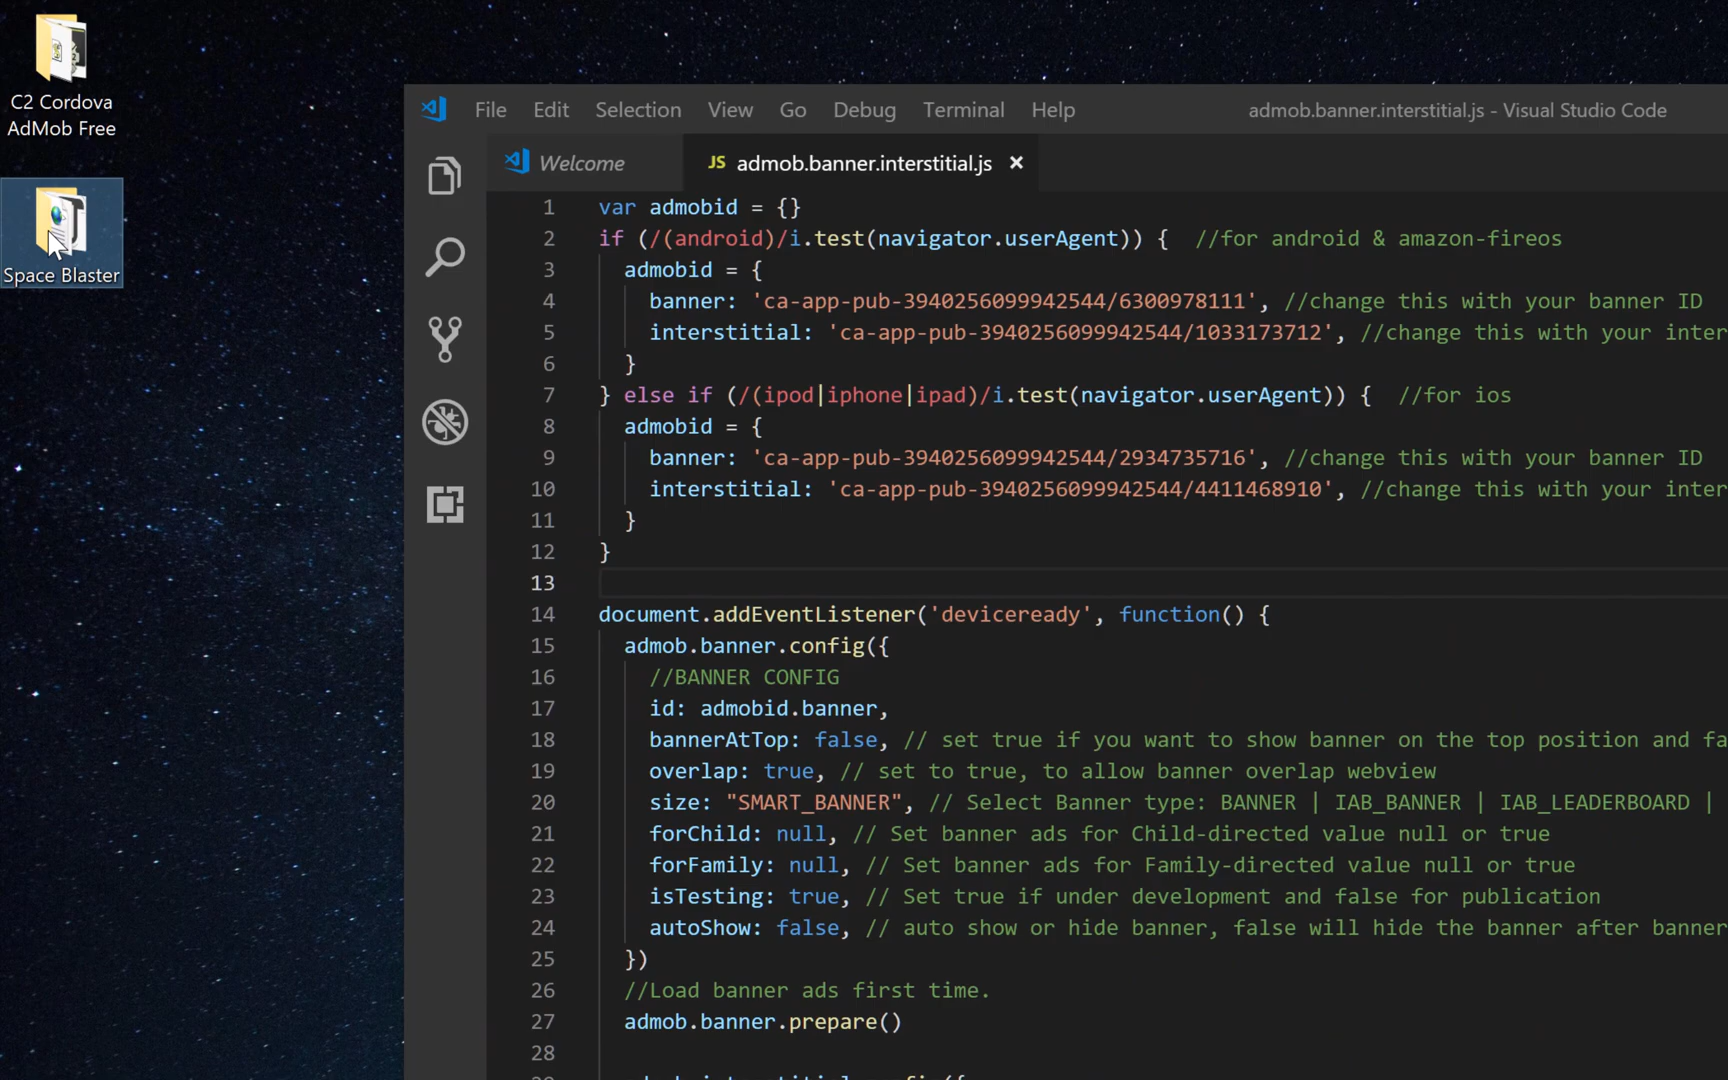 C2 Cordova
AdMob Free
Space Blaster
File Edit Selection View Go Debug Terminal Help admob.banner.interstitial.js - Visual Studio Code
Welcome JS admob.banner.interstitial.js ×
1 var admobid = {}
2 if (/(android)/i.test(navigator.userAgent)) { //for android & amazon-fireos
3 admobid = {
4 banner: 'ca-app-pub-3940256099942544/6300978111', //change this with your banner ID
5 interstitial: 'ca-app-pub-3940256099942544/1033173712', //change this with your inter
6 }
7 } else if (/(ipod|iphone|ipad)/i.test(navigator.userAgent)) { //for ios
8 admobid = {
9 banner: 'ca-app-pub-3940256099942544/2934735716', //change this with your banner ID
10 interstitial: 'ca-app-pub-3940256099942544/4411468910', //change this with your inter
11 }
12 }
13
14 document.addEventListener('deviceready', function() {
15 admob.banner.config({
16 //BANNER CONFIG
17 id: admobid.banner,
18 bannerAtTop: false, // set true if you want to show banner on the top position and fa
19 overlap: true, // set to true, to allow banner overlap webview
20 size: "SMART_BANNER", // Select Banner type: BANNER | IAB_BANNER | IAB_LEADERBOARD |
21 forChild: null, // Set banner ads for Child-directed value null or true
22 forFamily: null, // Set banner ads for Family-directed value null or true
23 isTesting: true, // Set true if under development and false for publication
24 autoShow: false, // auto show or hide banner, false will hide the banner after banner
25 })
26 //Load banner ads first time.
27 admob.banner.prepare()
28